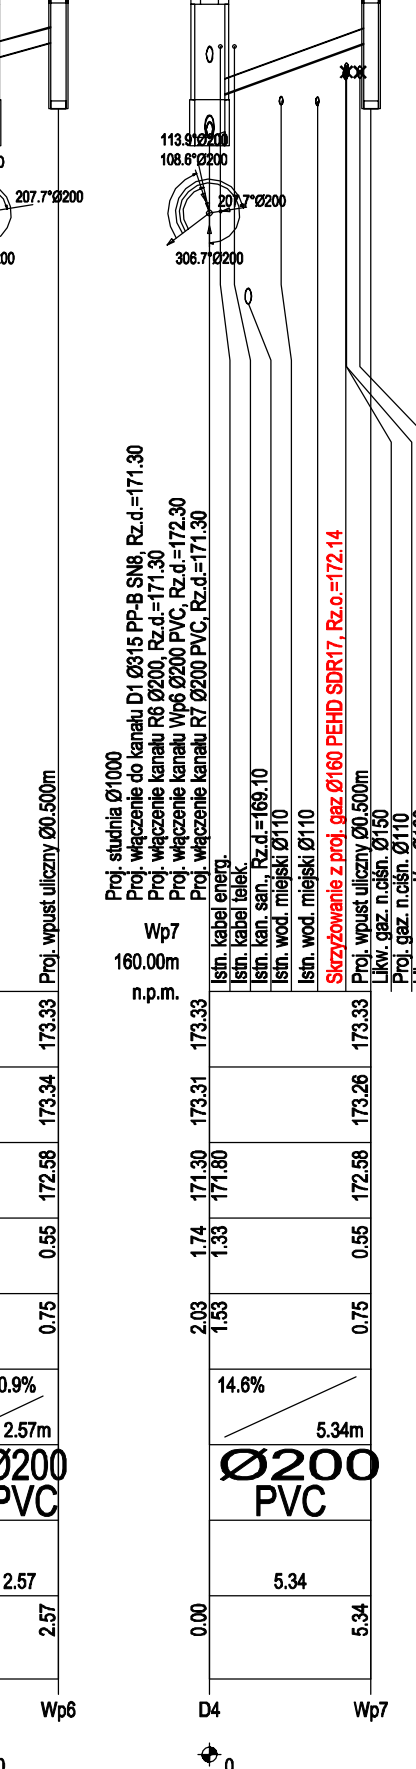 207.7°Ø200
113.9°Ø200
108.6°Ø200
207.7°Ø200
306.7°Ø200
Proj. wpust uliczny Ø0.500m
Proj. studnia Ø1000
Proj. włączenie do kanału D1 Ø315 PP-B SN8, Rz.d.=171.30
Proj. włączenie kanału R6 Ø200, Rz.d.=171.30
Proj. włączenie kanału Wp6 Ø200 PVC, Rz.d.=172.30
Proj. włączenie kanału R7 Ø200 PVC, Rz.d.=171.30
Istn. kabel energ.
Istn. kabel telek.
Istn. kan. san., Rz.d.=169.10
Istn. wod. miejski Ø110
Istn. wod. miejski Ø110
Skrzyżowanie z proj. gaz Ø160 PEHD SDR17, Rz.o.=172.14
Proj. wpust uliczny Ø0.500m
Likw. gaz. n.ciśn. Ø150
Proj. gaz. n.ciśn. Ø110
Wp7
160.00m
n.p.m.
173.33 173.33 173.33
173.34 173.31 173.26
172.58 171.30 171.80 172.58
0.55 1.74 1.33 0.55
0.75 2.03 1.53 0.75
0.9% 14.6%
2.57m 5.34m
Ø200 Ø200
PVC PVC
2.57 5.34
2.57 0.00 5.34
Wp6 D4 Wp7
0